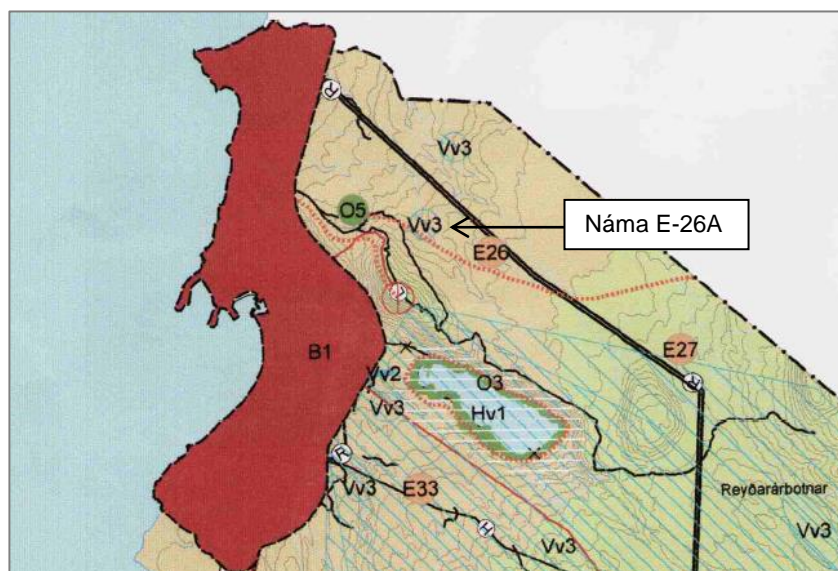 R
Vv3
O5
Vv3
Náma E-26A
E26
B1
E27
Vv2
O3
R
Vv3
Hv1
R
Vv3
E33
Reyðarárbotnar
H
Vv3
Vv3